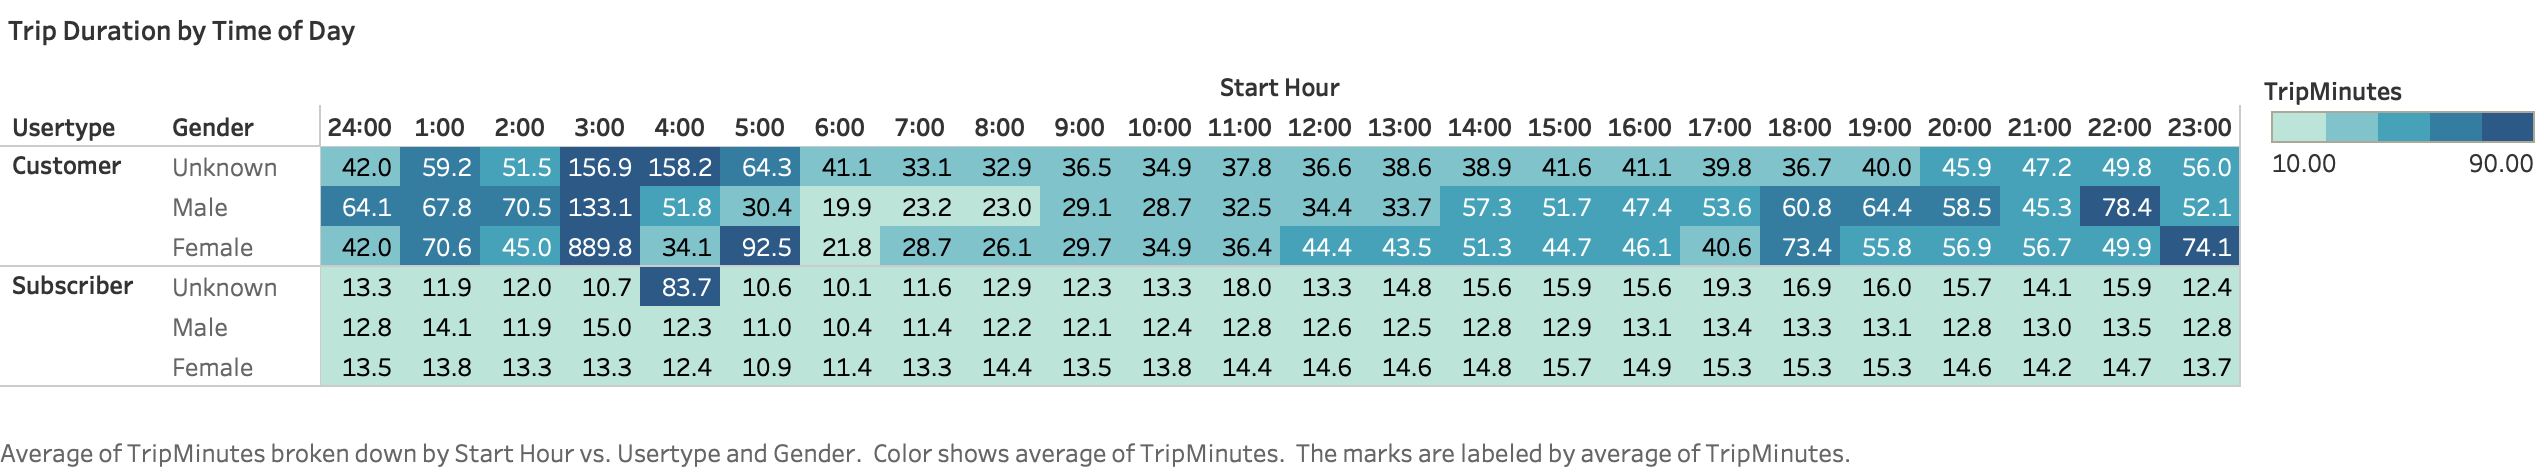 Trip Duration by Time of Day
Start Hour
TripMinutes
Usertype Gender 24:00 1:00 2:00 3:00 4:00 5:00 6:00 7:00 8:00 9:00 10:00 11:00 12:00 13:00 14:00 15:00 16:00 17:00 18:00 19:00 20:00 21:00 22:00 23:00
10.00 90.00
Customer Unknown 42.0 59.2 51.5 156.9 158.2 64.3 41.1 33.1 32.9 36.5 34.9 37.8 36.6 38.6 38.9 41.6 41.1 39.8 36.7 40.0 45.9 47.2 49.8 56.0
Male 64.1 67.8 70.5 133.1 51.8 30.4 19.9 23.2 23.0 29.1 28.7 32.5 34.4 33.7 57.3 51.7 47.4 53.6 60.8 64.4 58.5 45.3 78.4 52.1
Female 42.0 70.6 45.0 889.8 34.1 92.5 21.8 28.7 26.1 29.7 34.9 36.4 44.4 43.5 51.3 44.7 46.1 40.6 73.4 55.8 56.9 56.7 49.9 74.1
Subscriber Unknown 13.3 11.9 12.0 10.7 83.7 10.6 10.1 11.6 12.9 12.3 13.3 18.0 13.3 14.8 15.6 15.9 15.6 19.3 16.9 16.0 15.7 14.1 15.9 12.4
Male 12.8 14.1 11.9 15.0 12.3 11.0 10.4 11.4 12.2 12.1 12.4 12.8 12.6 12.5 12.8 12.9 13.1 13.4 13.3 13.1 12.8 13.0 13.5 12.8
Female 13.5 13.8 13.3 13.3 12.4 10.9 11.4 13.3 14.4 13.5 13.8 14.4 14.6 14.6 14.8 15.7 14.9 15.3 15.3 15.3 14.6 14.2 14.7 13.7
Average of TripMinutes broken down by Start Hour vs. Usertype and Gender. Color shows average of TripMinutes. The marks are labeled by average of TripMinutes.